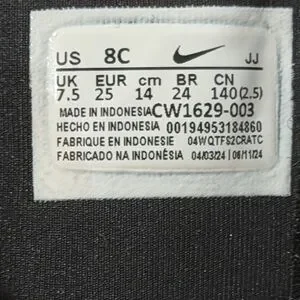 US 8C JJ
UK EUR cm BR CN
7.5 25 14 24 140(2.5)
MADE IN INDONESIA CW1629-003
HECHO EN INDONESIA 00194953184860
FABRIQUE EN INDONESIE 04WQTFS2CRATC
FABRICADO NA INDONÉSIA 04/03/24 | 06/11/24